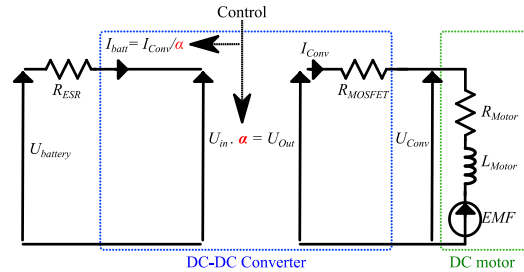 Control
I_batt = I_Conv/α
I_Conv
R_ESR
R_MOSFET
R_Motor
U_battery
U_in . α = U_Out
U_Conv
L_Motor
EMF
DC-DC Converter
DC motor